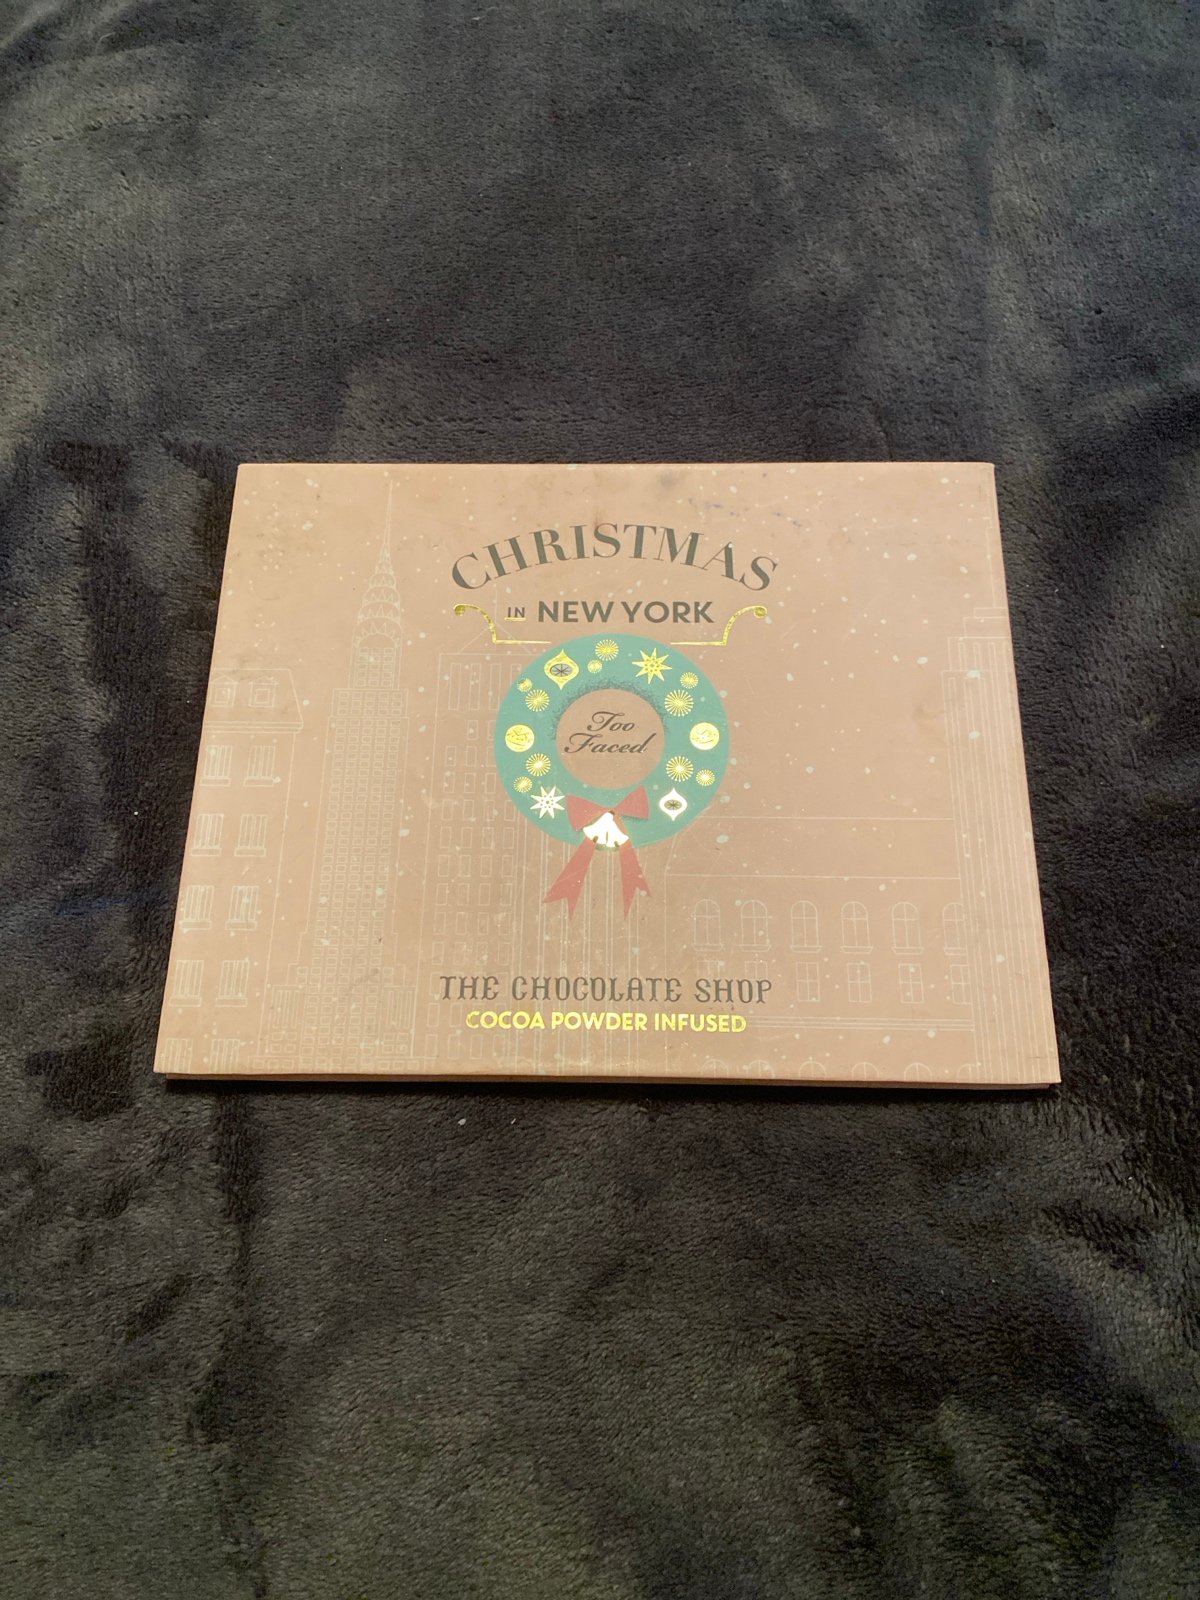 CHRISTMAS
IN NEW YORK
Too
Faced
THE CHOCOLATE SHOP
COCOA POWDER INFUSED